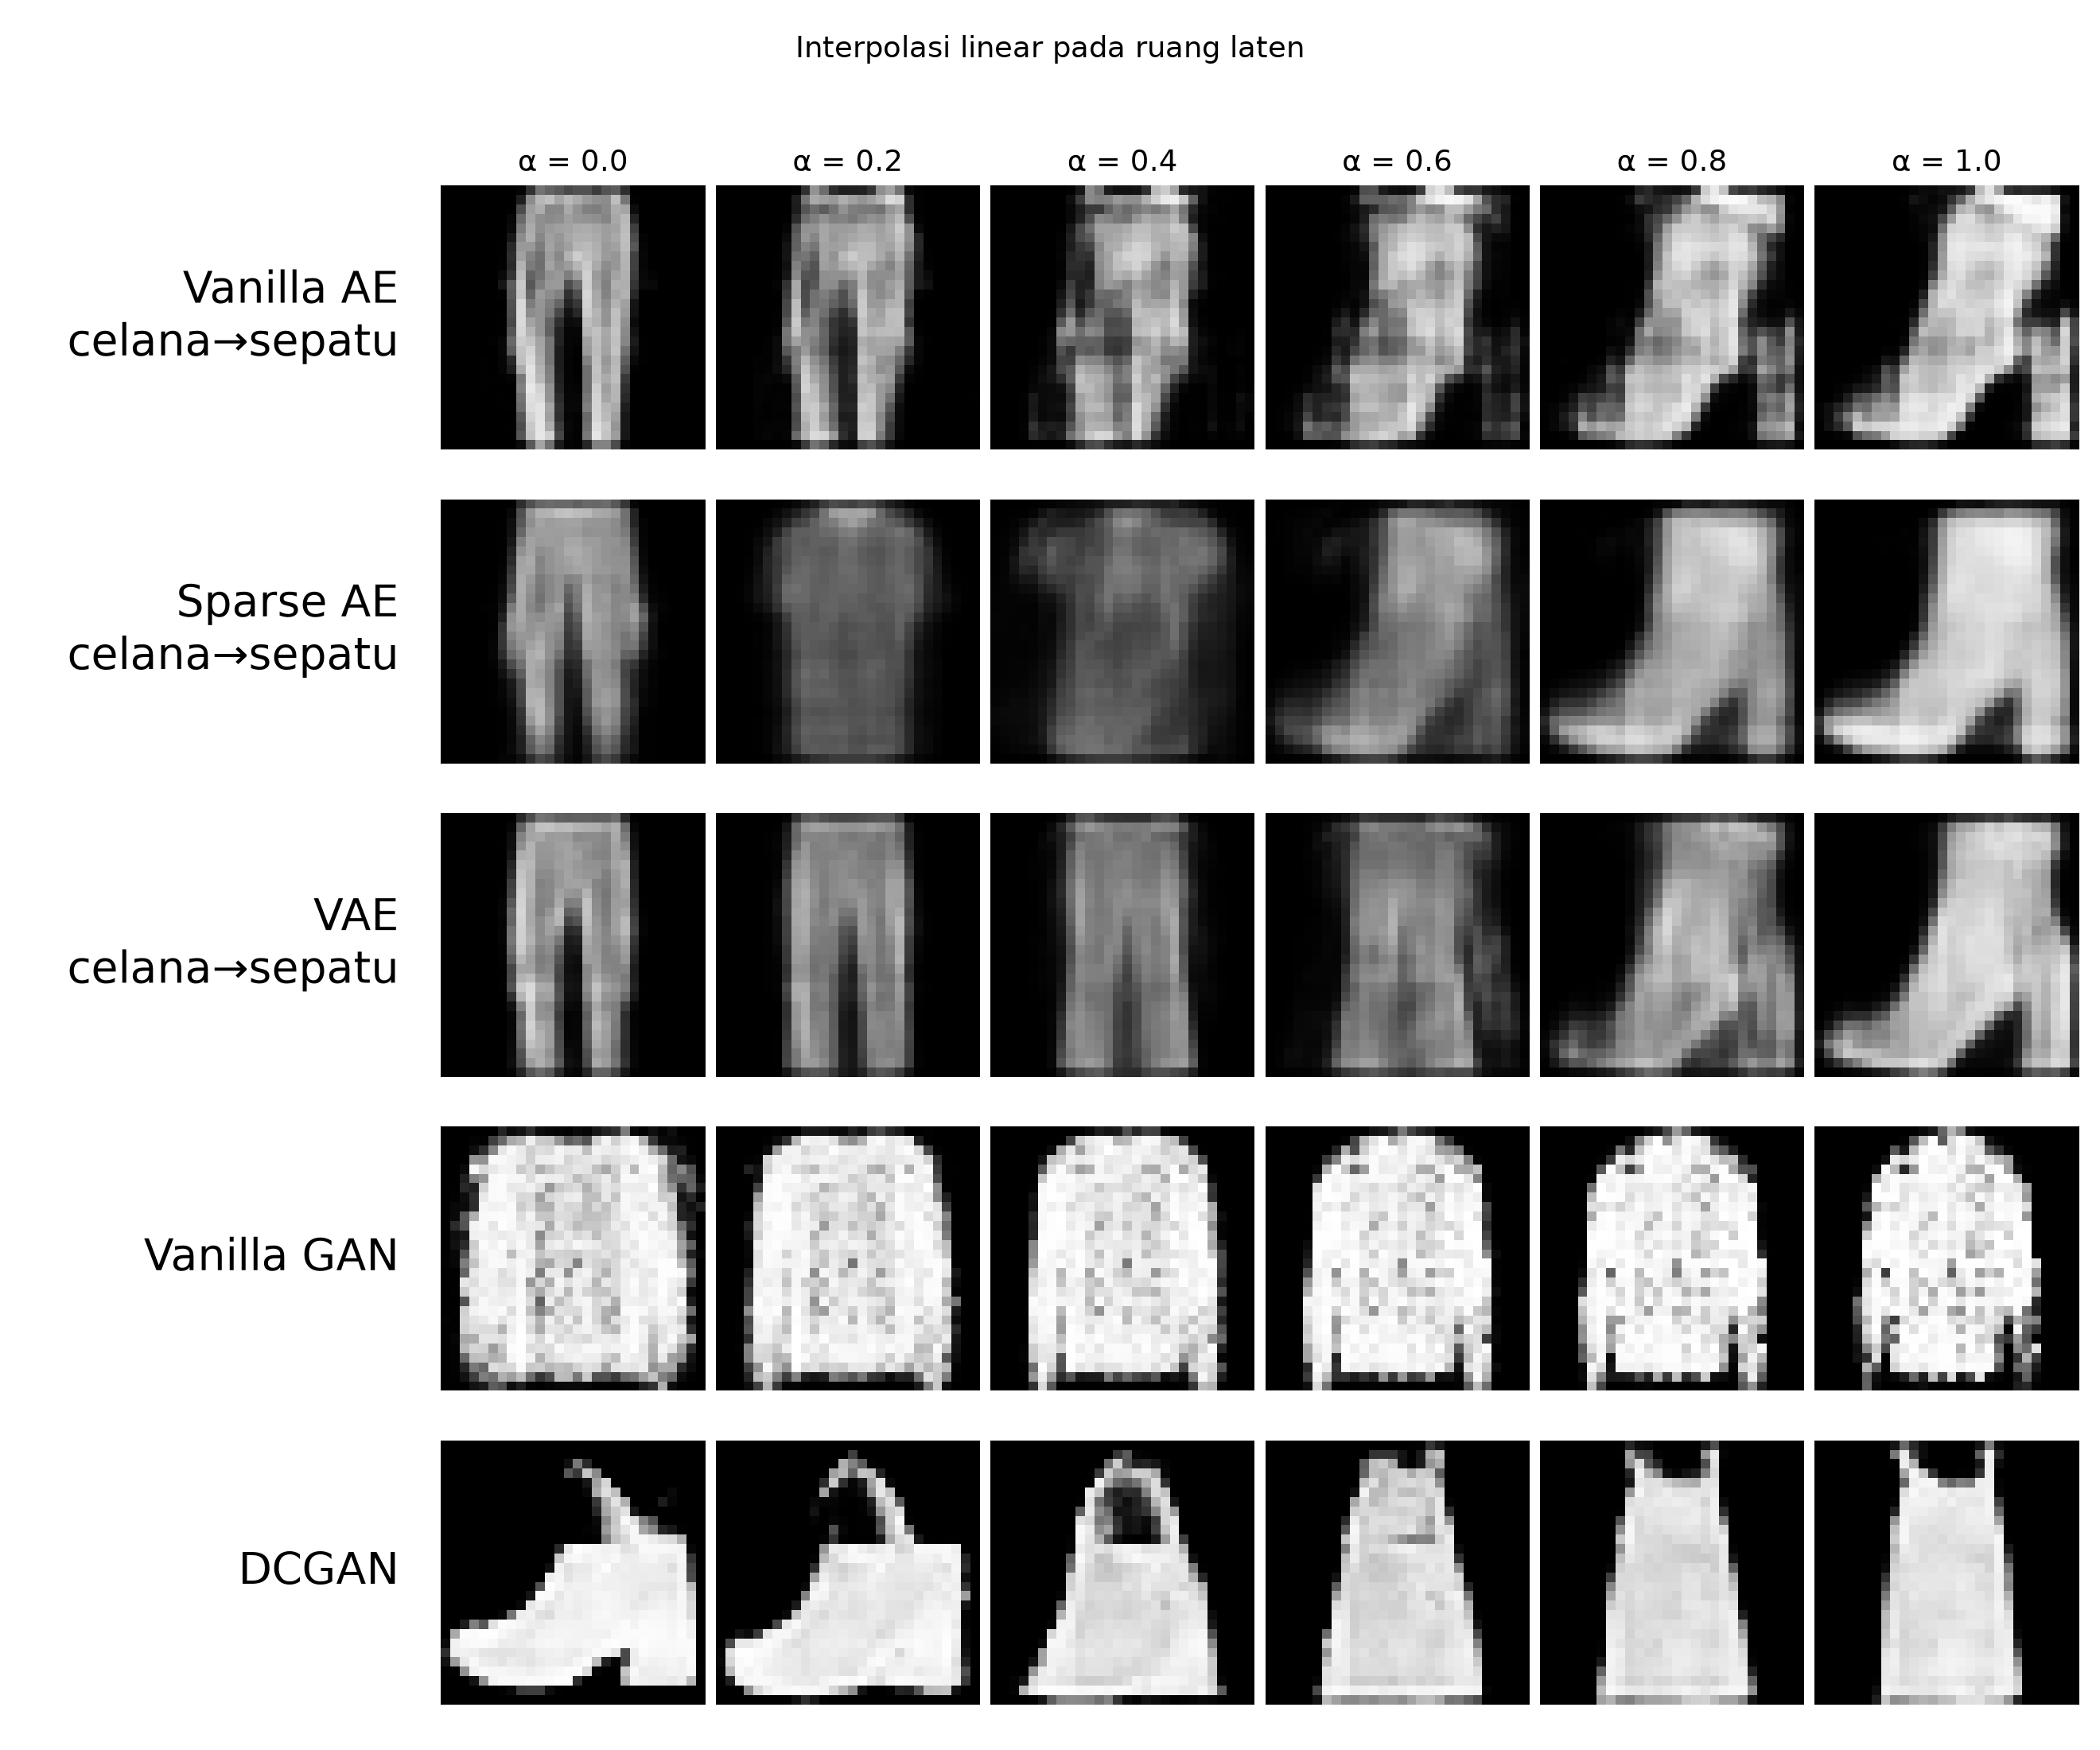 Interpolasi linear pada ruang laten
α = 0.0 α = 0.2 α = 0.4 α = 0.6 α = 0.8 α = 1.0
Vanilla AE
celana→sepatu
Sparse AE
celana→sepatu
VAE
celana→sepatu
Vanilla GAN
DCGAN